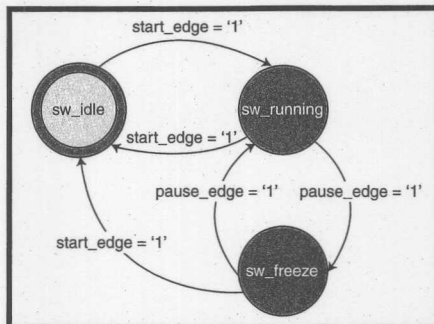 start_edge = ‘1’
sw_idle
sw_running
start_edge = ‘1’
pause_edge = ‘1’
pause_edge = ‘1’
start_edge = ‘1’
sw_freeze